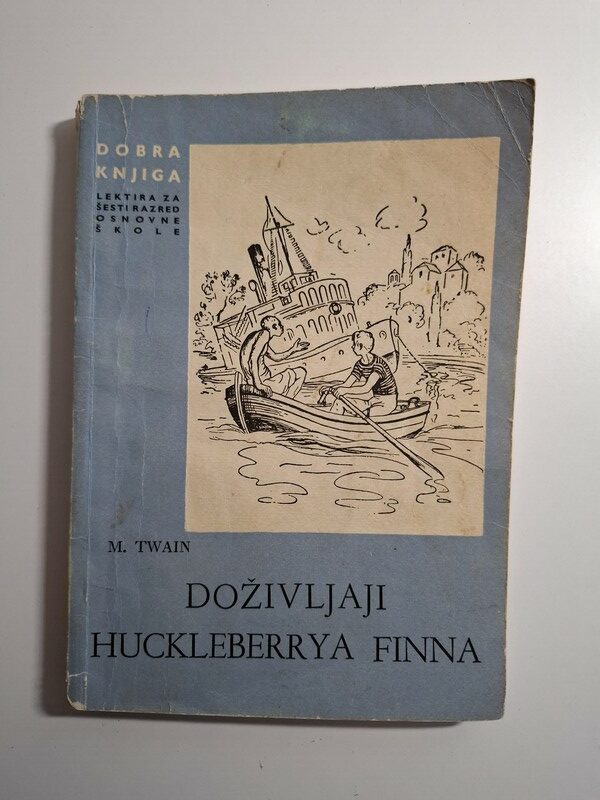 DOBRA
KNJIGA
LEKTIRA ZA
ŠESTI RAZRED
OSNOVNE
ŠKOLE
M. TWAIN
DOŽIVLJAJI
HUCKLEBERRYA FINNA